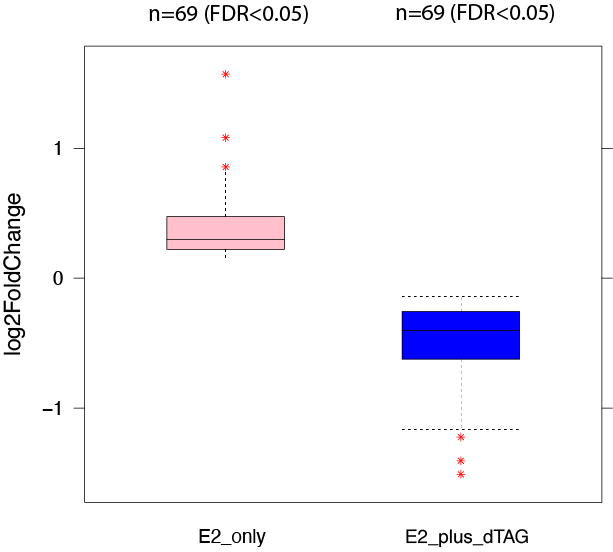 n=69 (FDR<0.05) n=69 (FDR<0.05)
1
0
−1
log2FoldChange
E2_only E2_plus_dTAG